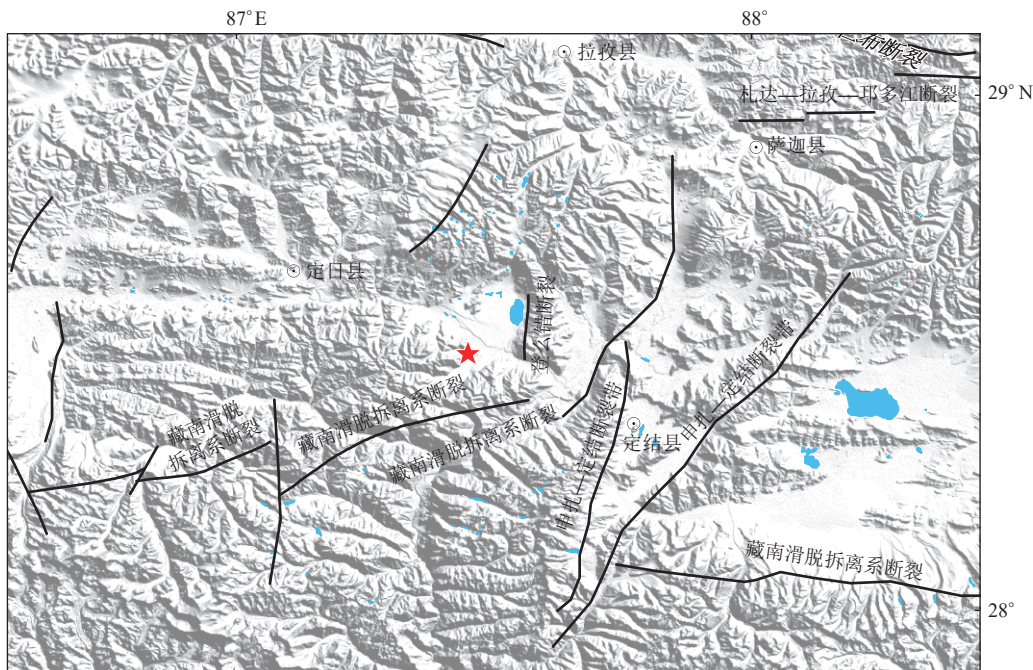 87°E
88°
拉孜县
巴布断裂
29°N
札达—拉孜—邛多江断裂
萨迦县
定日县
登么错断裂
申扎—定结断裂带
藏南滑脱拆离系断裂
藏南滑脱
拆离系断裂
藏南滑脱拆离系断裂
申扎—定结断裂带
定结县
藏南滑脱拆离系断裂
28°